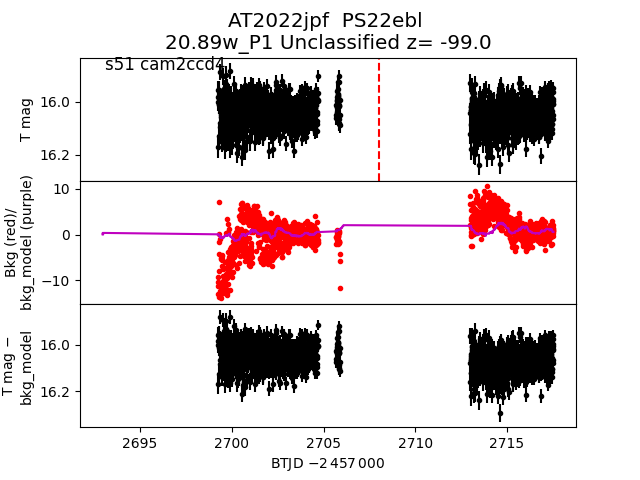 AT2022jpf  PS22ebl
20.89w_P1 Unclassified z= -99.0
s51 cam2ccd4
T mag
16.0
16.2
Bkg (red)/
bkg_model (purple)
10
0
−10
T mag −
bkg_model
16.0
16.2
2695
2700
2705
2710
2715
BTJD −2 457 000